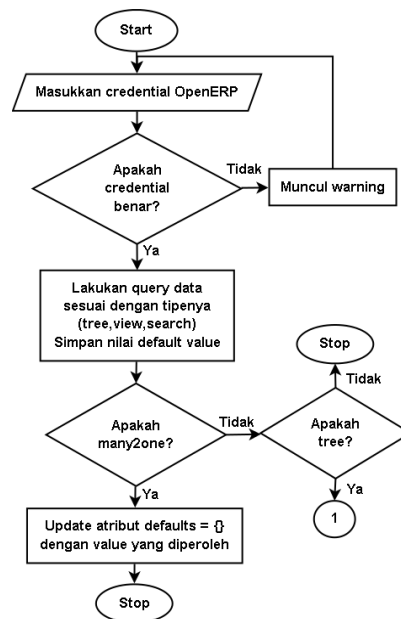 Start
Masukkan credential OpenERP
Apakah
credential
benar?
Tidak
Muncul warning
Ya
Lakukan query data
sesuai dengan tipenya
(tree,view,search)
Simpan nilai default value
Stop
Tidak
Apakah
many2one?
Tidak
Apakah
tree?
Ya
Ya
1
Update atribut defaults = {}
dengan value yang diperoleh
Stop